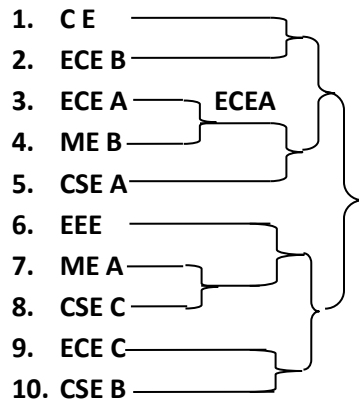 1. C E
2. ECE B
3. ECE A ECEA
4. ME B
5. CSE A
6. EEE
7. ME A
8. CSE C
9. ECE C
10. CSE B